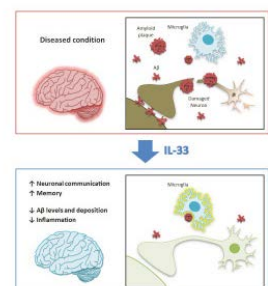 Diseased condition
Amyloid
plaque
Microglia
Aβ
Damaged
Neuron
IL-33
↑ Neuronal communication
↑ Memory
↓ Aβ levels and deposition
↓ Inflammation
Microglia